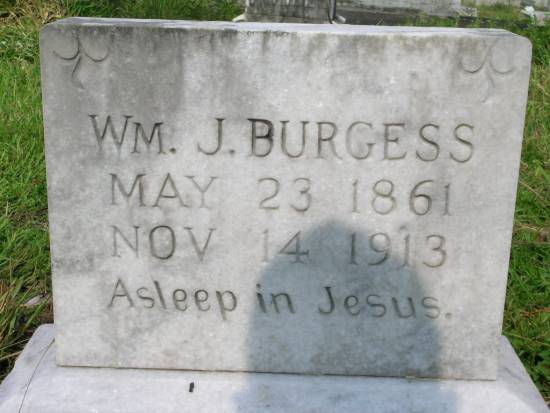 WM. J. BURGESS
MAY 23 1861
NOV 14 1913
Asleep in Jesus.